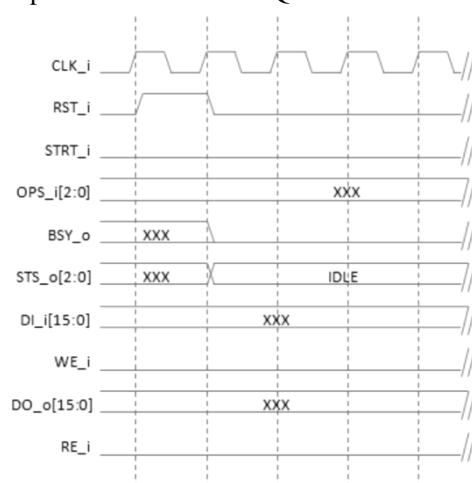 Q
CLK_i
RST_i
STRT_i
OPS_i[2:0] XXX
BSY_o XXX
STS_o[2:0] XXX IDLE
DI_i[15:0] XXX
WE_i
DO_o[15:0] XXX
RE_i